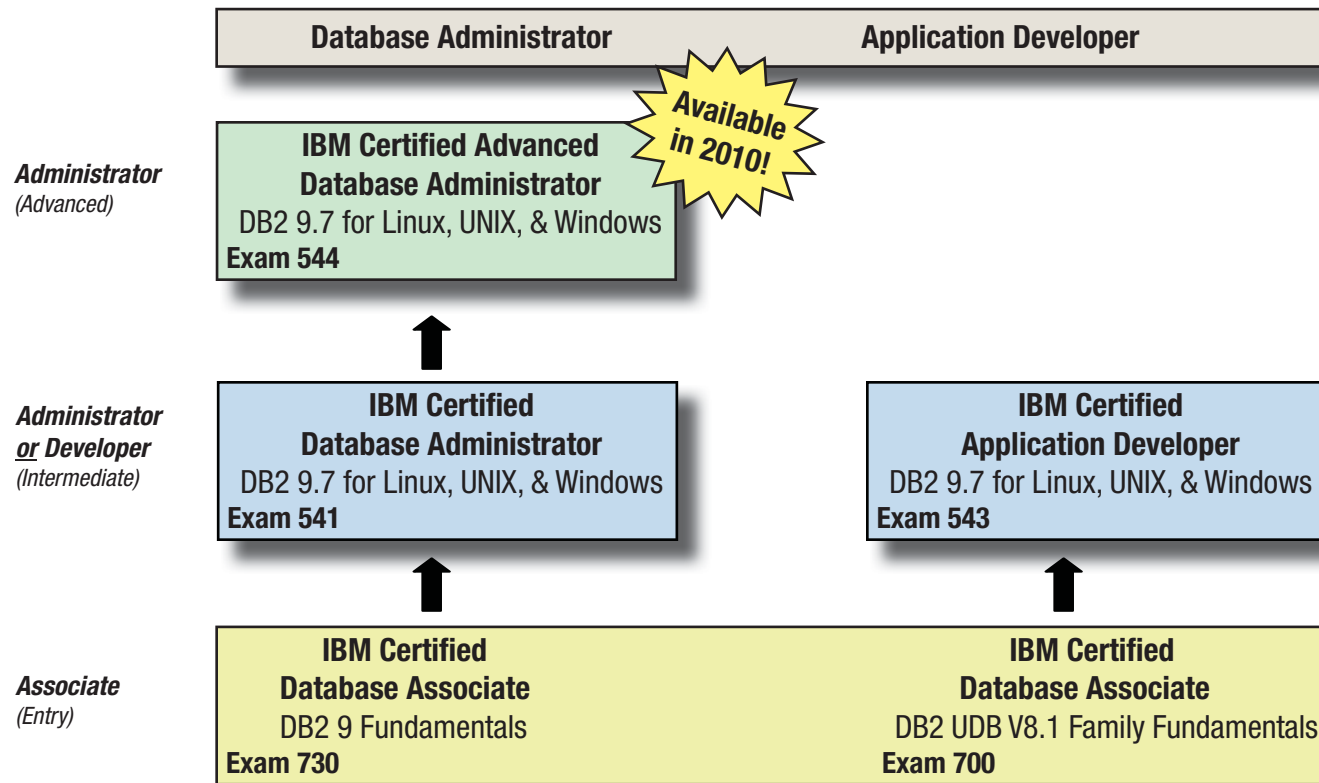 Database Administrator
Application Developer
Available
in 2010!
Administrator
(Advanced)
IBM Certified Advanced
Database Administrator
DB2 9.7 for Linux, UNIX, & Windows
Exam 544
Administrator
or Developer
(Intermediate)
IBM Certified
Database Administrator
DB2 9.7 for Linux, UNIX, & Windows
Exam 541
IBM Certified
Application Developer
DB2 9.7 for Linux, UNIX, & Windows
Exam 543
Associate
(Entry)
IBM Certified
Database Associate
DB2 9 Fundamentals
Exam 730
IBM Certified
Database Associate
DB2 UDB V8.1 Family Fundamentals
Exam 700